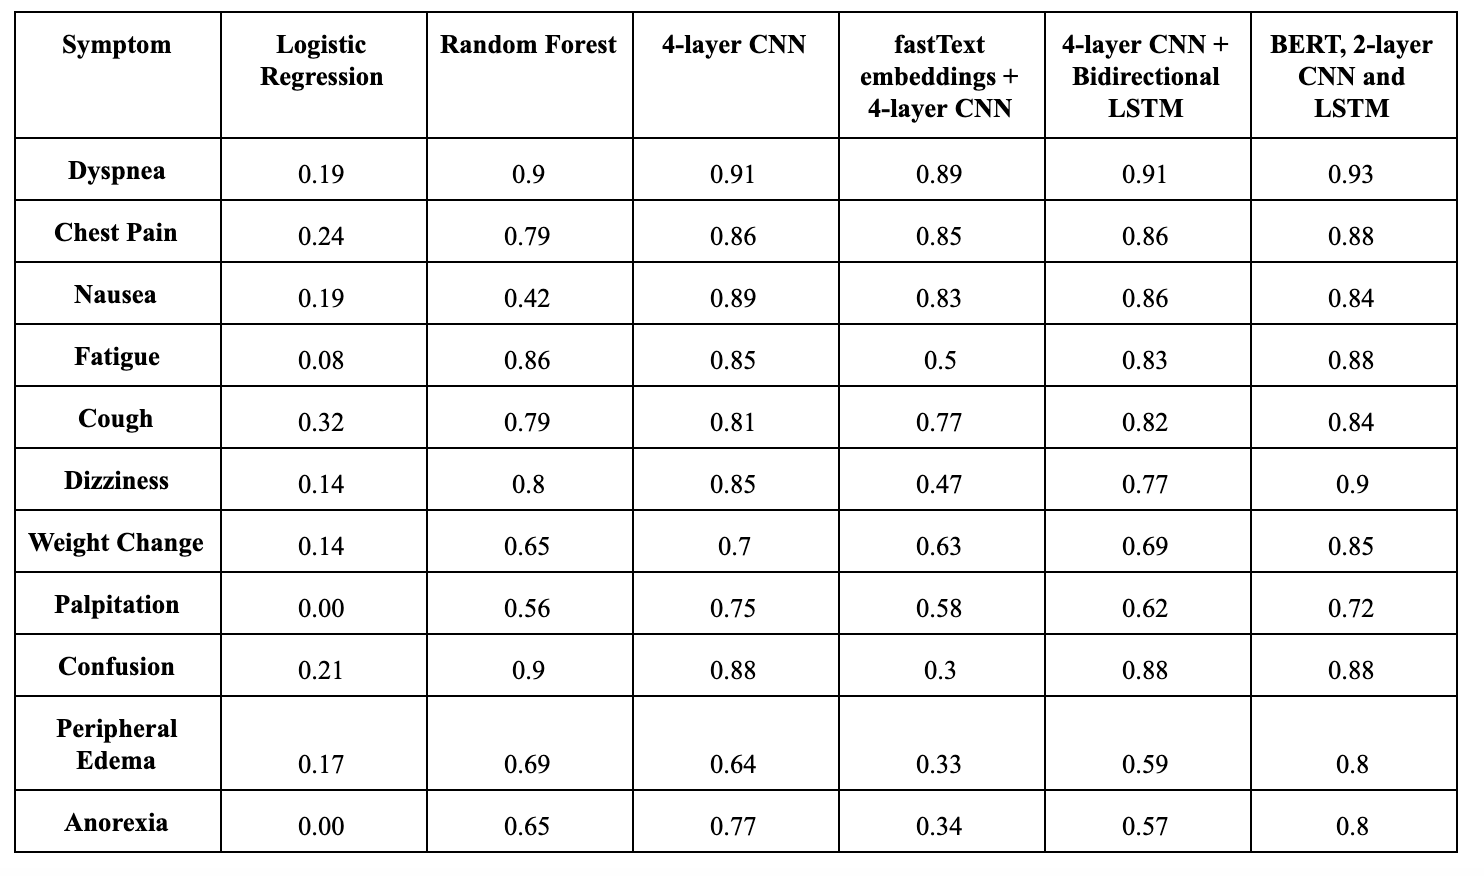 Symptom Logistic Regression Random Forest 4-layer CNN fastText embeddings + 4-layer CNN 4-layer CNN + Bidirectional LSTM BERT, 2-layer CNN and LSTM
Dyspnea 0.19 0.9 0.91 0.89 0.91 0.93
Chest Pain 0.24 0.79 0.86 0.85 0.86 0.88
Nausea 0.19 0.42 0.89 0.83 0.86 0.84
Fatigue 0.08 0.86 0.85 0.5 0.83 0.88
Cough 0.32 0.79 0.81 0.77 0.82 0.84
Dizziness 0.14 0.8 0.85 0.47 0.77 0.9
Weight Change 0.14 0.65 0.7 0.63 0.69 0.85
Palpitation 0.00 0.56 0.75 0.58 0.62 0.72
Confusion 0.21 0.9 0.88 0.3 0.88 0.88
Peripheral Edema 0.17 0.69 0.64 0.33 0.59 0.8
Anorexia 0.00 0.65 0.77 0.34 0.57 0.8